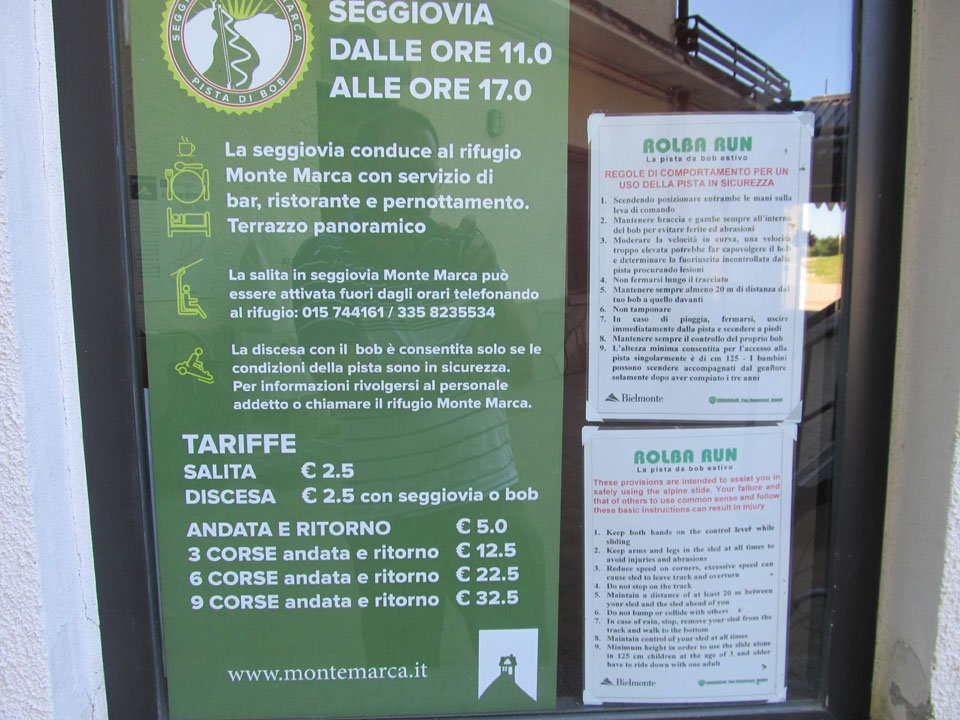 SEGGIOVIA
DALLE ORE 11.0
ALLE ORE 17.0
PISTA DI BOB
La seggiovia conduce al rifugio
Monte Marca con servizio di
bar, ristorante e pernottamento.
Terrazzo panoramico
La salita in seggiovia Monte Marca può
essere attivata fuori dagli orari telefonando
al rifugio: 015 744161 / 335 8235534
La discesa con il bob è consentita solo se le
condizioni della pista sono in sicurezza.
Per informazioni rivolgersi al personale
addetto o chiamare il rifugio Monte Marca.
TARIFFE
SALITA € 2.5
DISCESA € 2.5 con seggiovia o bob
ANDATA E RITORNO € 5.0
3 CORSE andata e ritorno € 12.5
6 CORSE andata e ritorno € 22.5
9 CORSE andata e ritorno € 32.5
www.montemarca.it
ROLBA RUN
La pista da bob estivo
REGOLE DI COMPORTAMENTO PER UN
USO DELLA PISTA IN SICUREZZA
1. Scendendo posizionare entrambe le mani sulla
leva di comando
2. Mantenere braccia e gambe sempre all'interno
del bob per evitare ferite ed abrasioni
3. Moderare la velocità in curva, una velocità
troppo elevata potrebbe far capovolgere il bob
e determinare la fuoriuscita incontrollata dalla
pista procurando lesioni
4. Non fermarsi lungo il tracciato
5. Mantenere sempre almeno 20 m di distanza dal
tuo bob a quello davanti
6. Non tamponare
7. In caso di pioggia, fermarsi, uscire
immediatamente dalla pista e scendere a piedi
8. Mantenere sempre il controllo del proprio bob
9. L'altezza minima consentita per l'accesso alla
pista singolarmente è di cm 125 - I bambini
possono scendere accompagnati dal genitore
solamente dopo aver compiuto i tre anni
Bielmonte
ROLBA RUN
La pista da bob estivo
These provisions are intended to assist you in
safely using the alpine slide. Your failure and
that of others to use common sense and follow
these basic instructions can result in injury
1. Keep both hands on the control lever while
sliding
2. Keep arms and legs in the sled at all times to
avoid injuries and abrasions
3. Reduce speed on corners, excessive speed can
cause sled to leave track and overturn
4. Do not stop on the track
5. Maintain a distance of at least 20 m between
your sled and the sled ahead of you
6. Do not bump or collide with others
7. In case of rain, stop, remove your sled from the
track and walk to the bottom
8. Maintain control of your sled at all times
9. Minimum height in order to use the slide alone
in 125 cm children at the age of 3 and older
have to ride down with one adult
Bielmonte